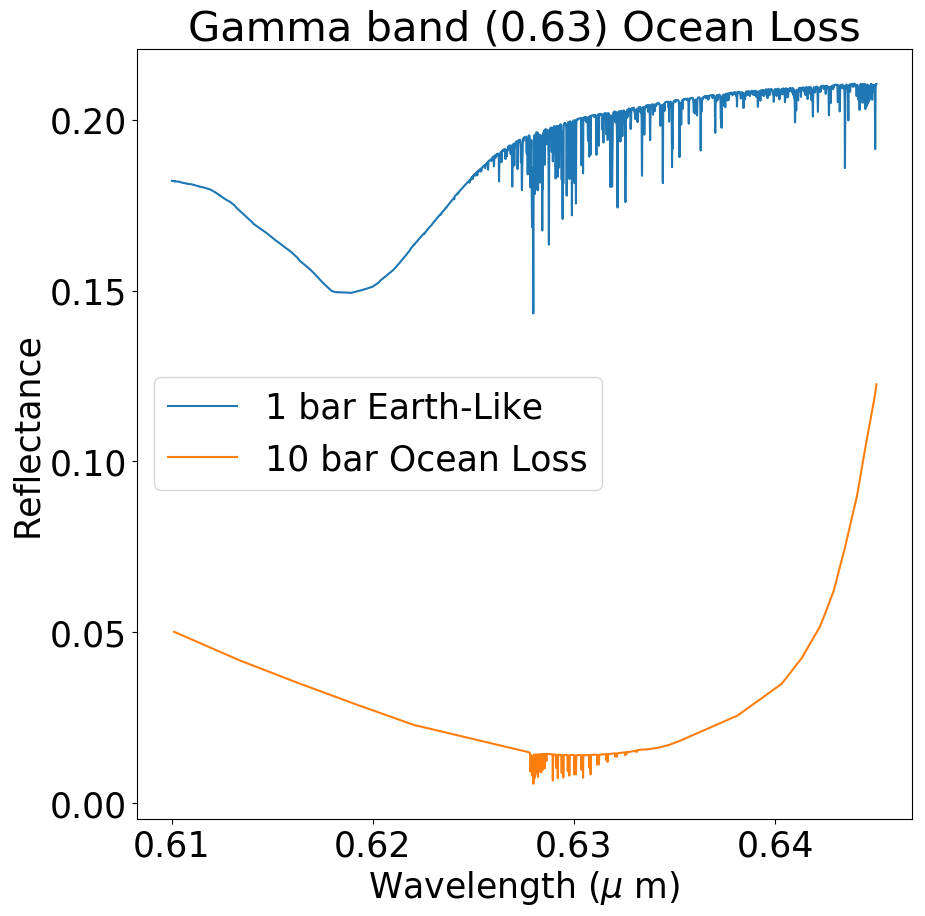 Gamma band (0.63) Ocean Loss
0.20
0.15
0.10
0.05
0.00
Reflectance
1 bar Earth-Like
10 bar Ocean Loss
0.61 0.62 0.63 0.64
Wavelength (μ m)